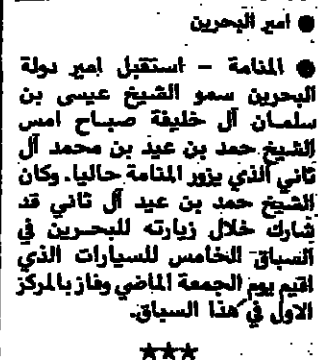 ● امير البحرين
● المنامة - استقبل امير دولة
البحرين سمو الشيخ عيسى بن
سلمان آل خليفة صباح امس
الشيخ حمد بن عيد بن محمد آل
ثاني الذي يزور المنامة حاليا. وكان
الشيخ حمد بن عيد آل ثاني قد
شارك خلال زيارته للبحرين في
السباق الخامس للسيارات الذي
اقيم يوم الجمعة الماضي وفاز بالمركز
الاول في هذا السباق.
★★★